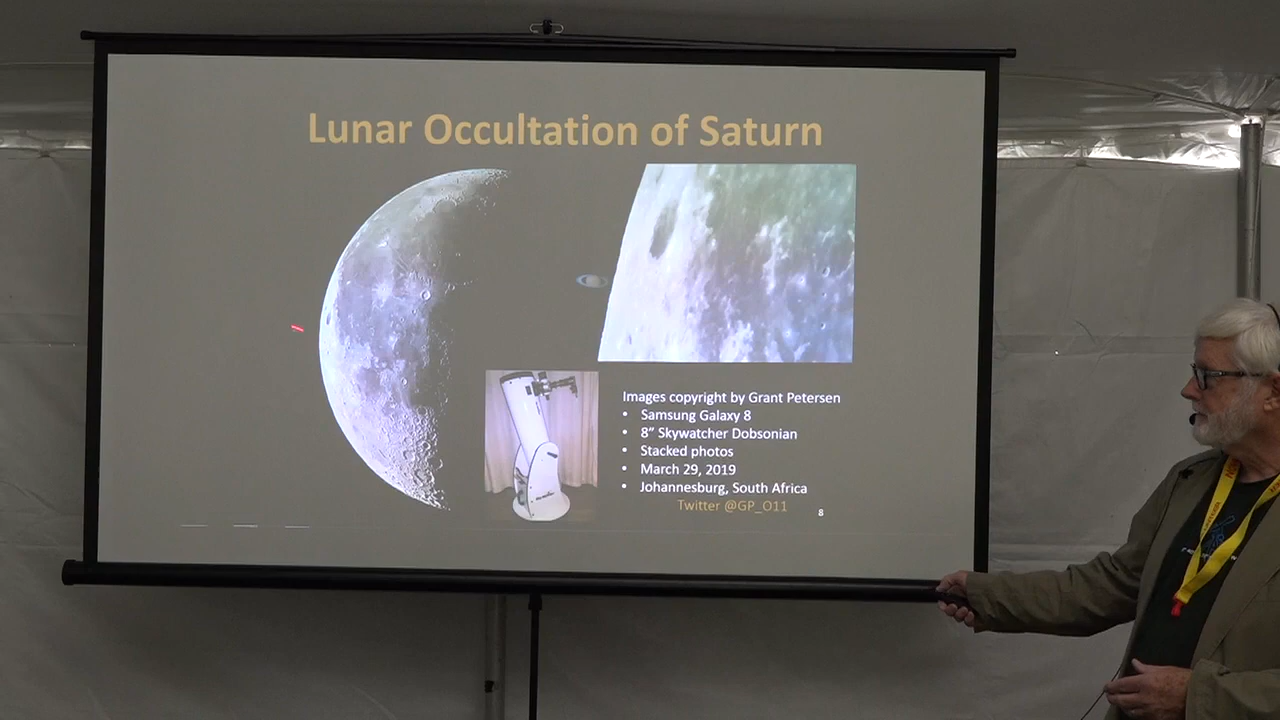 Lunar Occultation of Saturn
Images copyright by Grant Petersen
• Samsung Galaxy 8
• 8” Skywatcher Dobsonian
• Stacked photos
• March 29, 2019
• Johannesburg, South Africa
Twitter @GP_O11
8